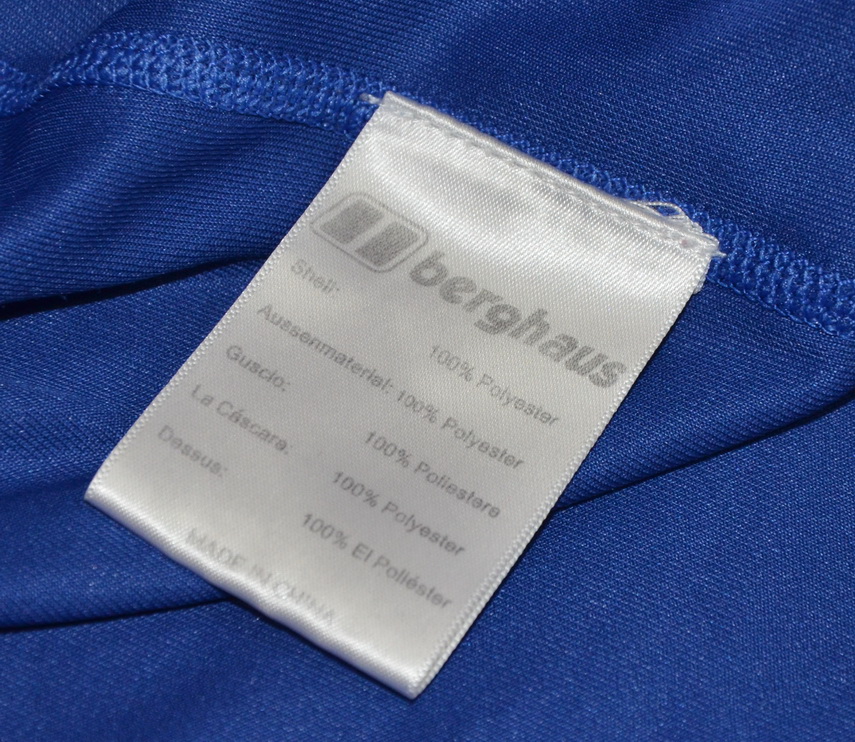 berghaus
Shell: 100% Polyester
Aussenmaterial: 100% Polyester
Guscio: 100% Poliestere
La Cáscara. 100% Polyester
Dessus: 100% El Poliéster
MADE IN CHINA